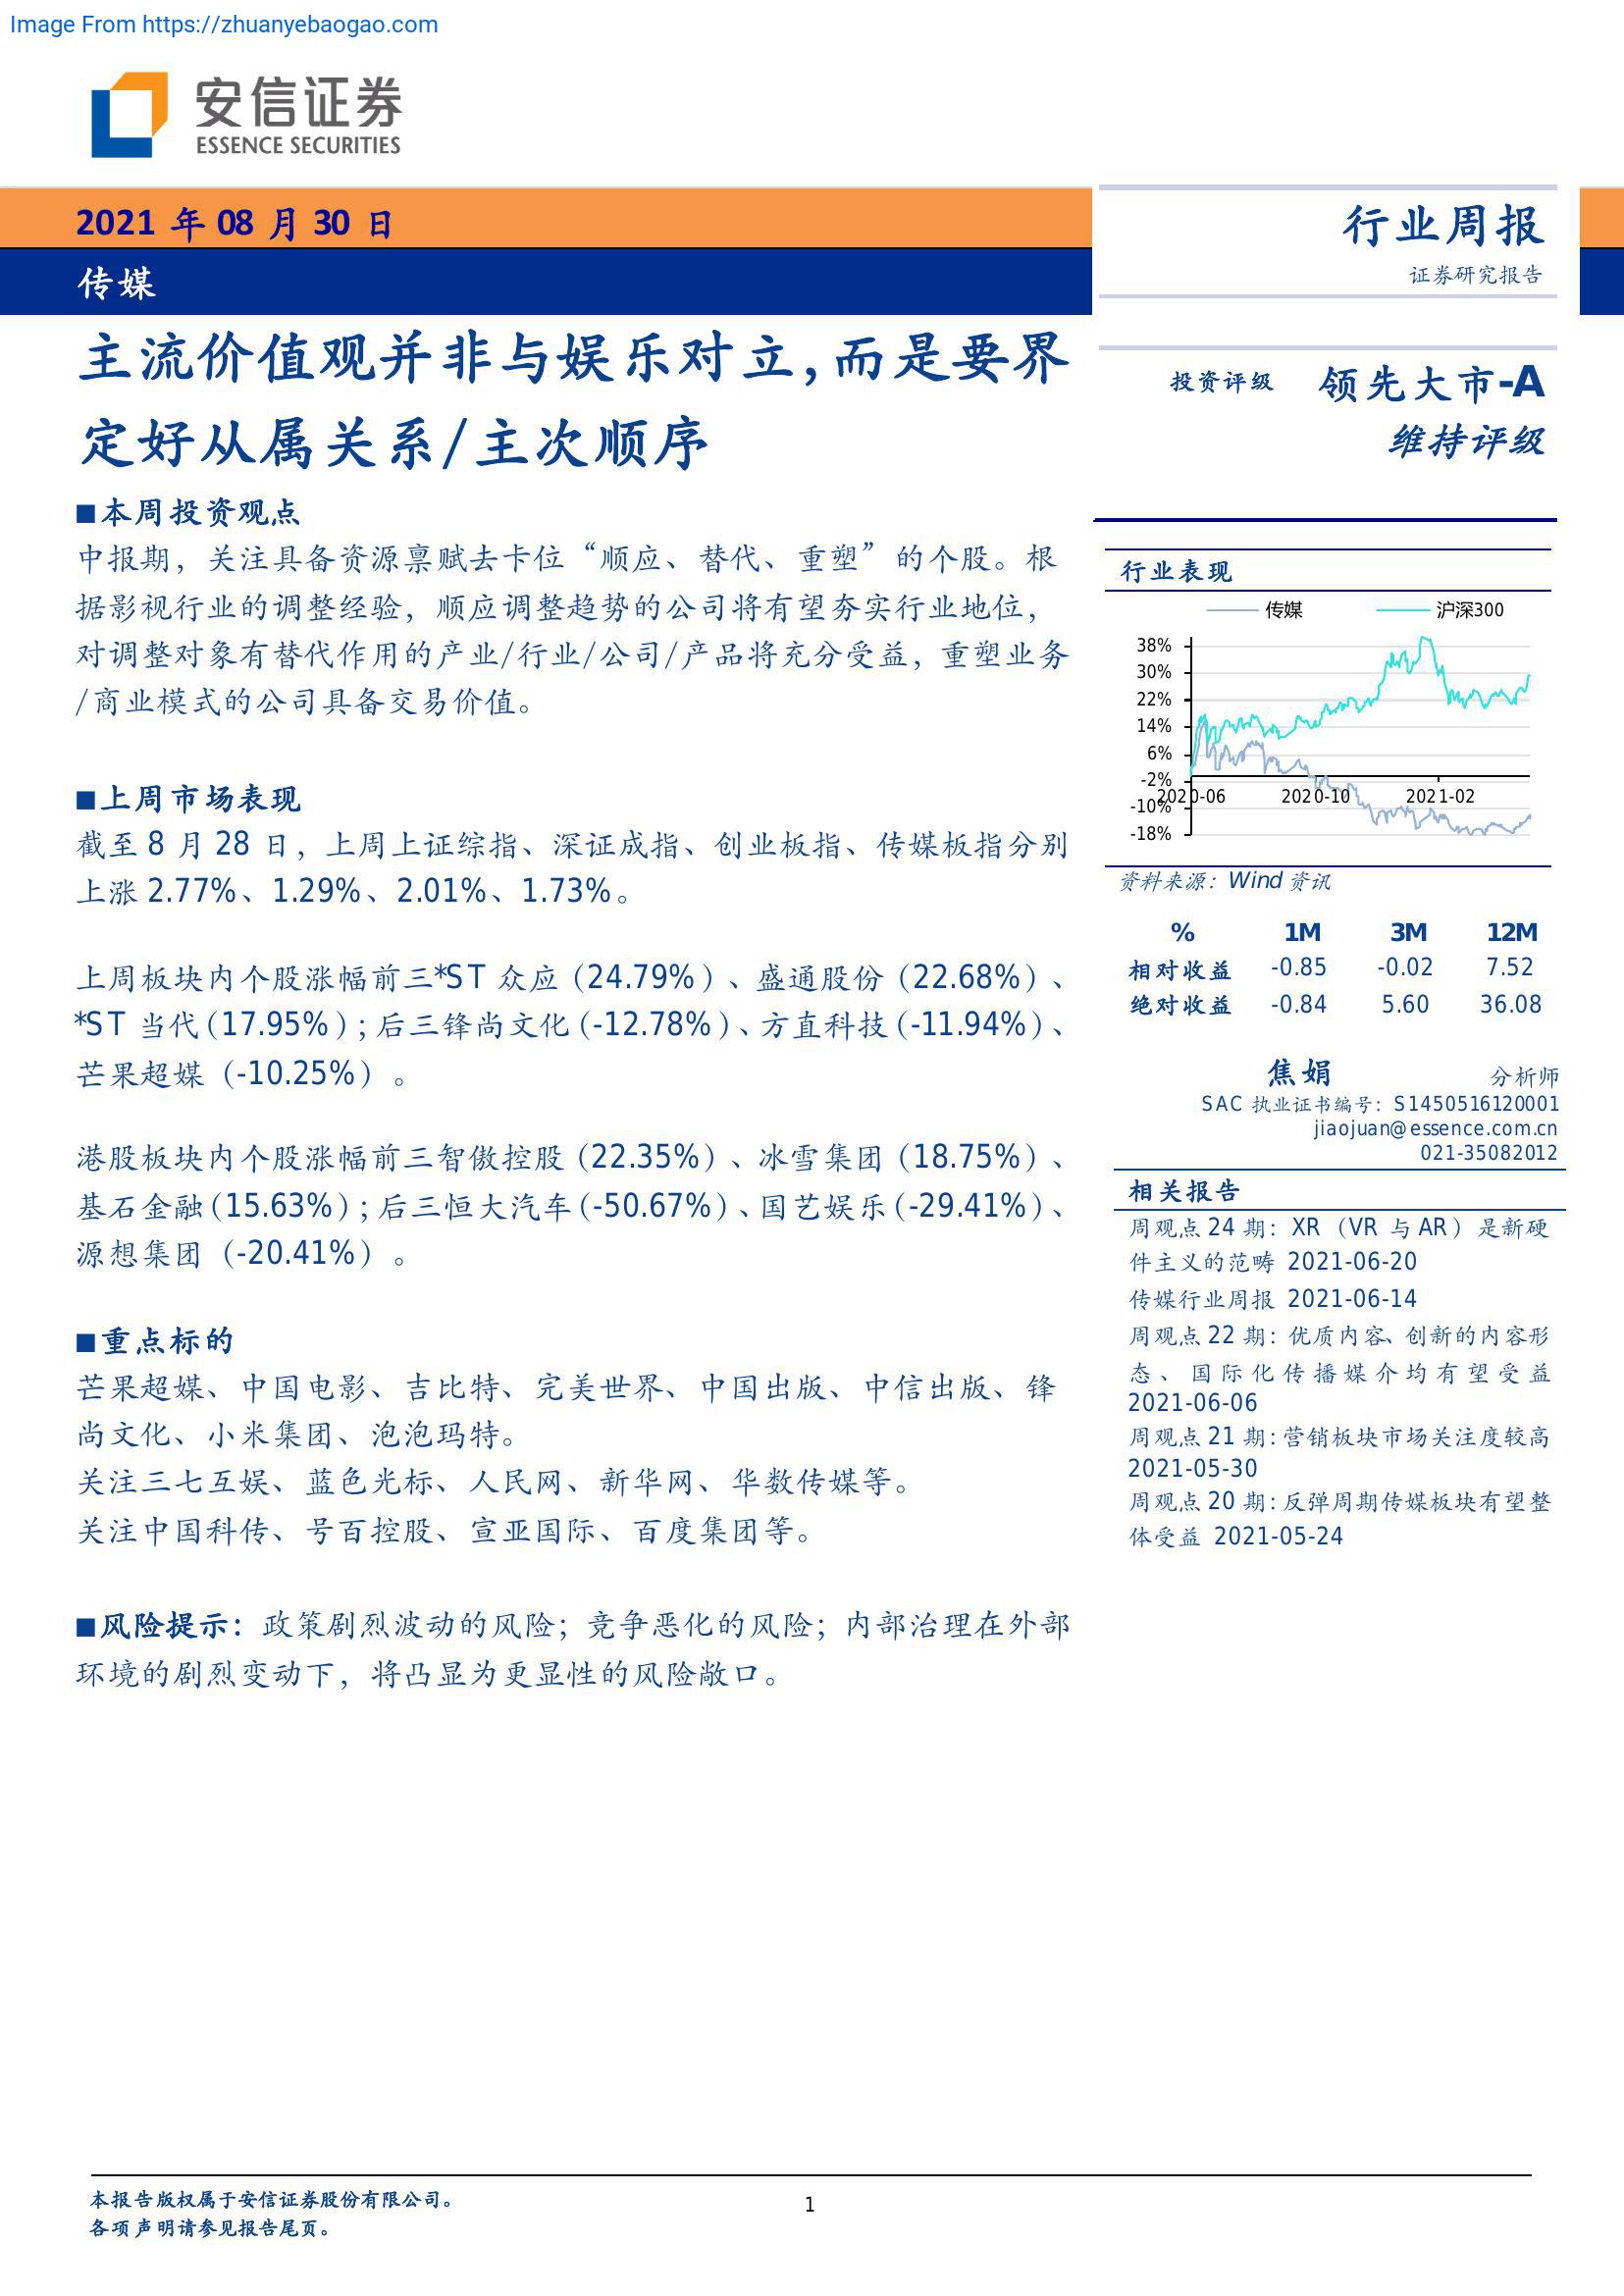 Image From https://zhuanyebaogao.com
安信证券
ESSENCE SECURITIES
2021 年 08 月 30 日
传媒
行业周报
证券研究报告
主流价值观并非与娱乐对立,而是要界
定好从属关系/主次顺序
■本周投资观点
中报期，关注具备资源禀赋去卡位“顺应、替代、重塑”的个股。根
据影视行业的调整经验，顺应调整趋势的公司将有望夯实行业地位，
对调整对象有替代作用的产业/行业/公司/产品将充分受益，重塑业务
/商业模式的公司具备交易价值。
■上周市场表现
截至 8 月 28 日，上周上证综指、深证成指、创业板指、传媒板指分别
上涨 2.77%、1.29%、2.01%、1.73%。
上周板块内个股涨幅前三*ST 众应（24.79%）、盛通股份（22.68%）、
*ST 当代（17.95%）；后三锋尚文化（-12.78%）、方直科技（-11.94%）、
芒果超媒（-10.25%）。
港股板块内个股涨幅前三智傲控股（22.35%）、冰雪集团（18.75%）、
基石金融（15.63%）；后三恒大汽车（-50.67%）、国艺娱乐（-29.41%）、
源想集团（-20.41%）。
■重点标的
芒果超媒、中国电影、吉比特、完美世界、中国出版、中信出版、锋
尚文化、小米集团、泡泡玛特。
关注三七互娱、蓝色光标、人民网、新华网、华数传媒等。
关注中国科传、号百控股、宣亚国际、百度集团等。
■风险提示：政策剧烈波动的风险；竞争恶化的风险；内部治理在外部
环境的剧烈变动下，将凸显为更显性的风险敞口。
投资评级 领先大市-A
维持评级
行业表现
传媒 沪深300
38%
30%
22%
14%
6%
-2%
-10%
-18%
2020-06 2020-10 2021-02
资料来源：Wind 资讯
% 1M 3M 12M
相对收益 -0.85 -0.02 7.52
绝对收益 -0.84 5.60 36.08
焦娟 分析师
SAC 执业证书编号：S1450516120001
jiaojuan@essence.com.cn
021-35082012
相关报告
周观点 24 期：XR（VR 与 AR）是新硬
件主义的范畴 2021-06-20
传媒行业周报 2021-06-14
周观点 22 期：优质内容、创新的内容形
态、国际化传播媒介均有望受益
2021-06-06
周观点 21 期：营销板块市场关注度较高
2021-05-30
周观点 20 期：反弹周期传媒板块有望整
体受益 2021-05-24
本报告版权属于安信证券股份有限公司。
各项声明请参见报告尾页。
1